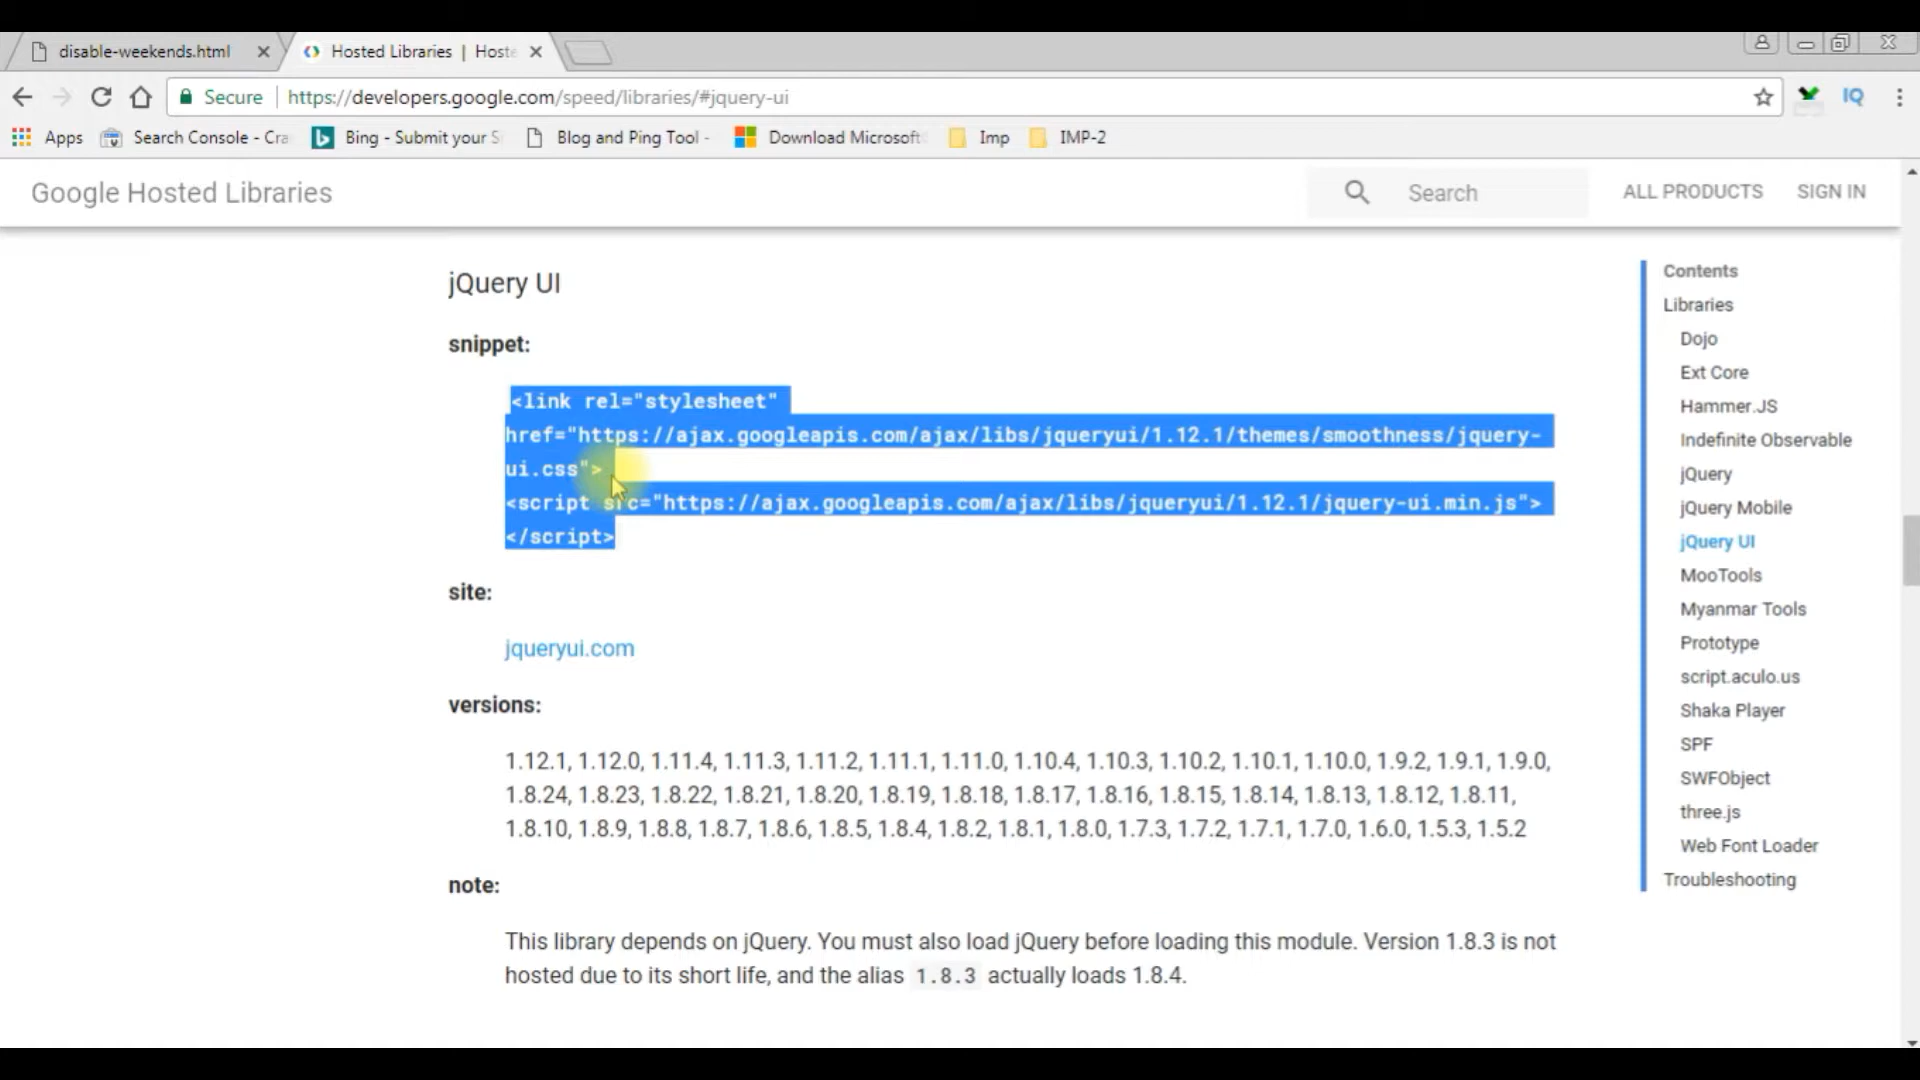 disable-weekends.html
Hosted Libraries | Hoste
Secure
https://developers.google.com/speed/libraries/#jquery-ui
IQ
Apps
Search Console - Cra
Bing - Submit your S
Blog and Ping Tool -
Download Microsoft
Imp
IMP-2
Google Hosted Libraries
Search
ALL PRODUCTS
SIGN IN
jQuery UI
snippet:
<link rel="stylesheet"
href="https://ajax.googleapis.com/ajax/libs/jqueryui/1.12.1/themes/smoothness/jquery-
ui.css">
<script src="https://ajax.googleapis.com/ajax/libs/jqueryui/1.12.1/jquery-ui.min.js">
</script>
site:
jqueryui.com
versions:
1.12.1, 1.12.0, 1.11.4, 1.11.3, 1.11.2, 1.11.1, 1.11.0, 1.10.4, 1.10.3, 1.10.2, 1.10.1, 1.10.0, 1.9.2, 1.9.1, 1.9.0,
1.8.24, 1.8.23, 1.8.22, 1.8.21, 1.8.20, 1.8.19, 1.8.18, 1.8.17, 1.8.16, 1.8.15, 1.8.14, 1.8.13, 1.8.12, 1.8.11,
1.8.10, 1.8.9, 1.8.8, 1.8.7, 1.8.6, 1.8.5, 1.8.4, 1.8.2, 1.8.1, 1.8.0, 1.7.3, 1.7.2, 1.7.1, 1.7.0, 1.6.0, 1.5.3, 1.5.2
note:
This library depends on jQuery. You must also load jQuery before loading this module. Version 1.8.3 is not
hosted due to its short life, and the alias 1.8.3 actually loads 1.8.4.
Contents
Libraries
Dojo
Ext Core
Hammer.JS
Indefinite Observable
jQuery
jQuery Mobile
jQuery UI
MooTools
Myanmar Tools
Prototype
script.aculo.us
Shaka Player
SPF
SWFObject
three.js
Web Font Loader
Troubleshooting